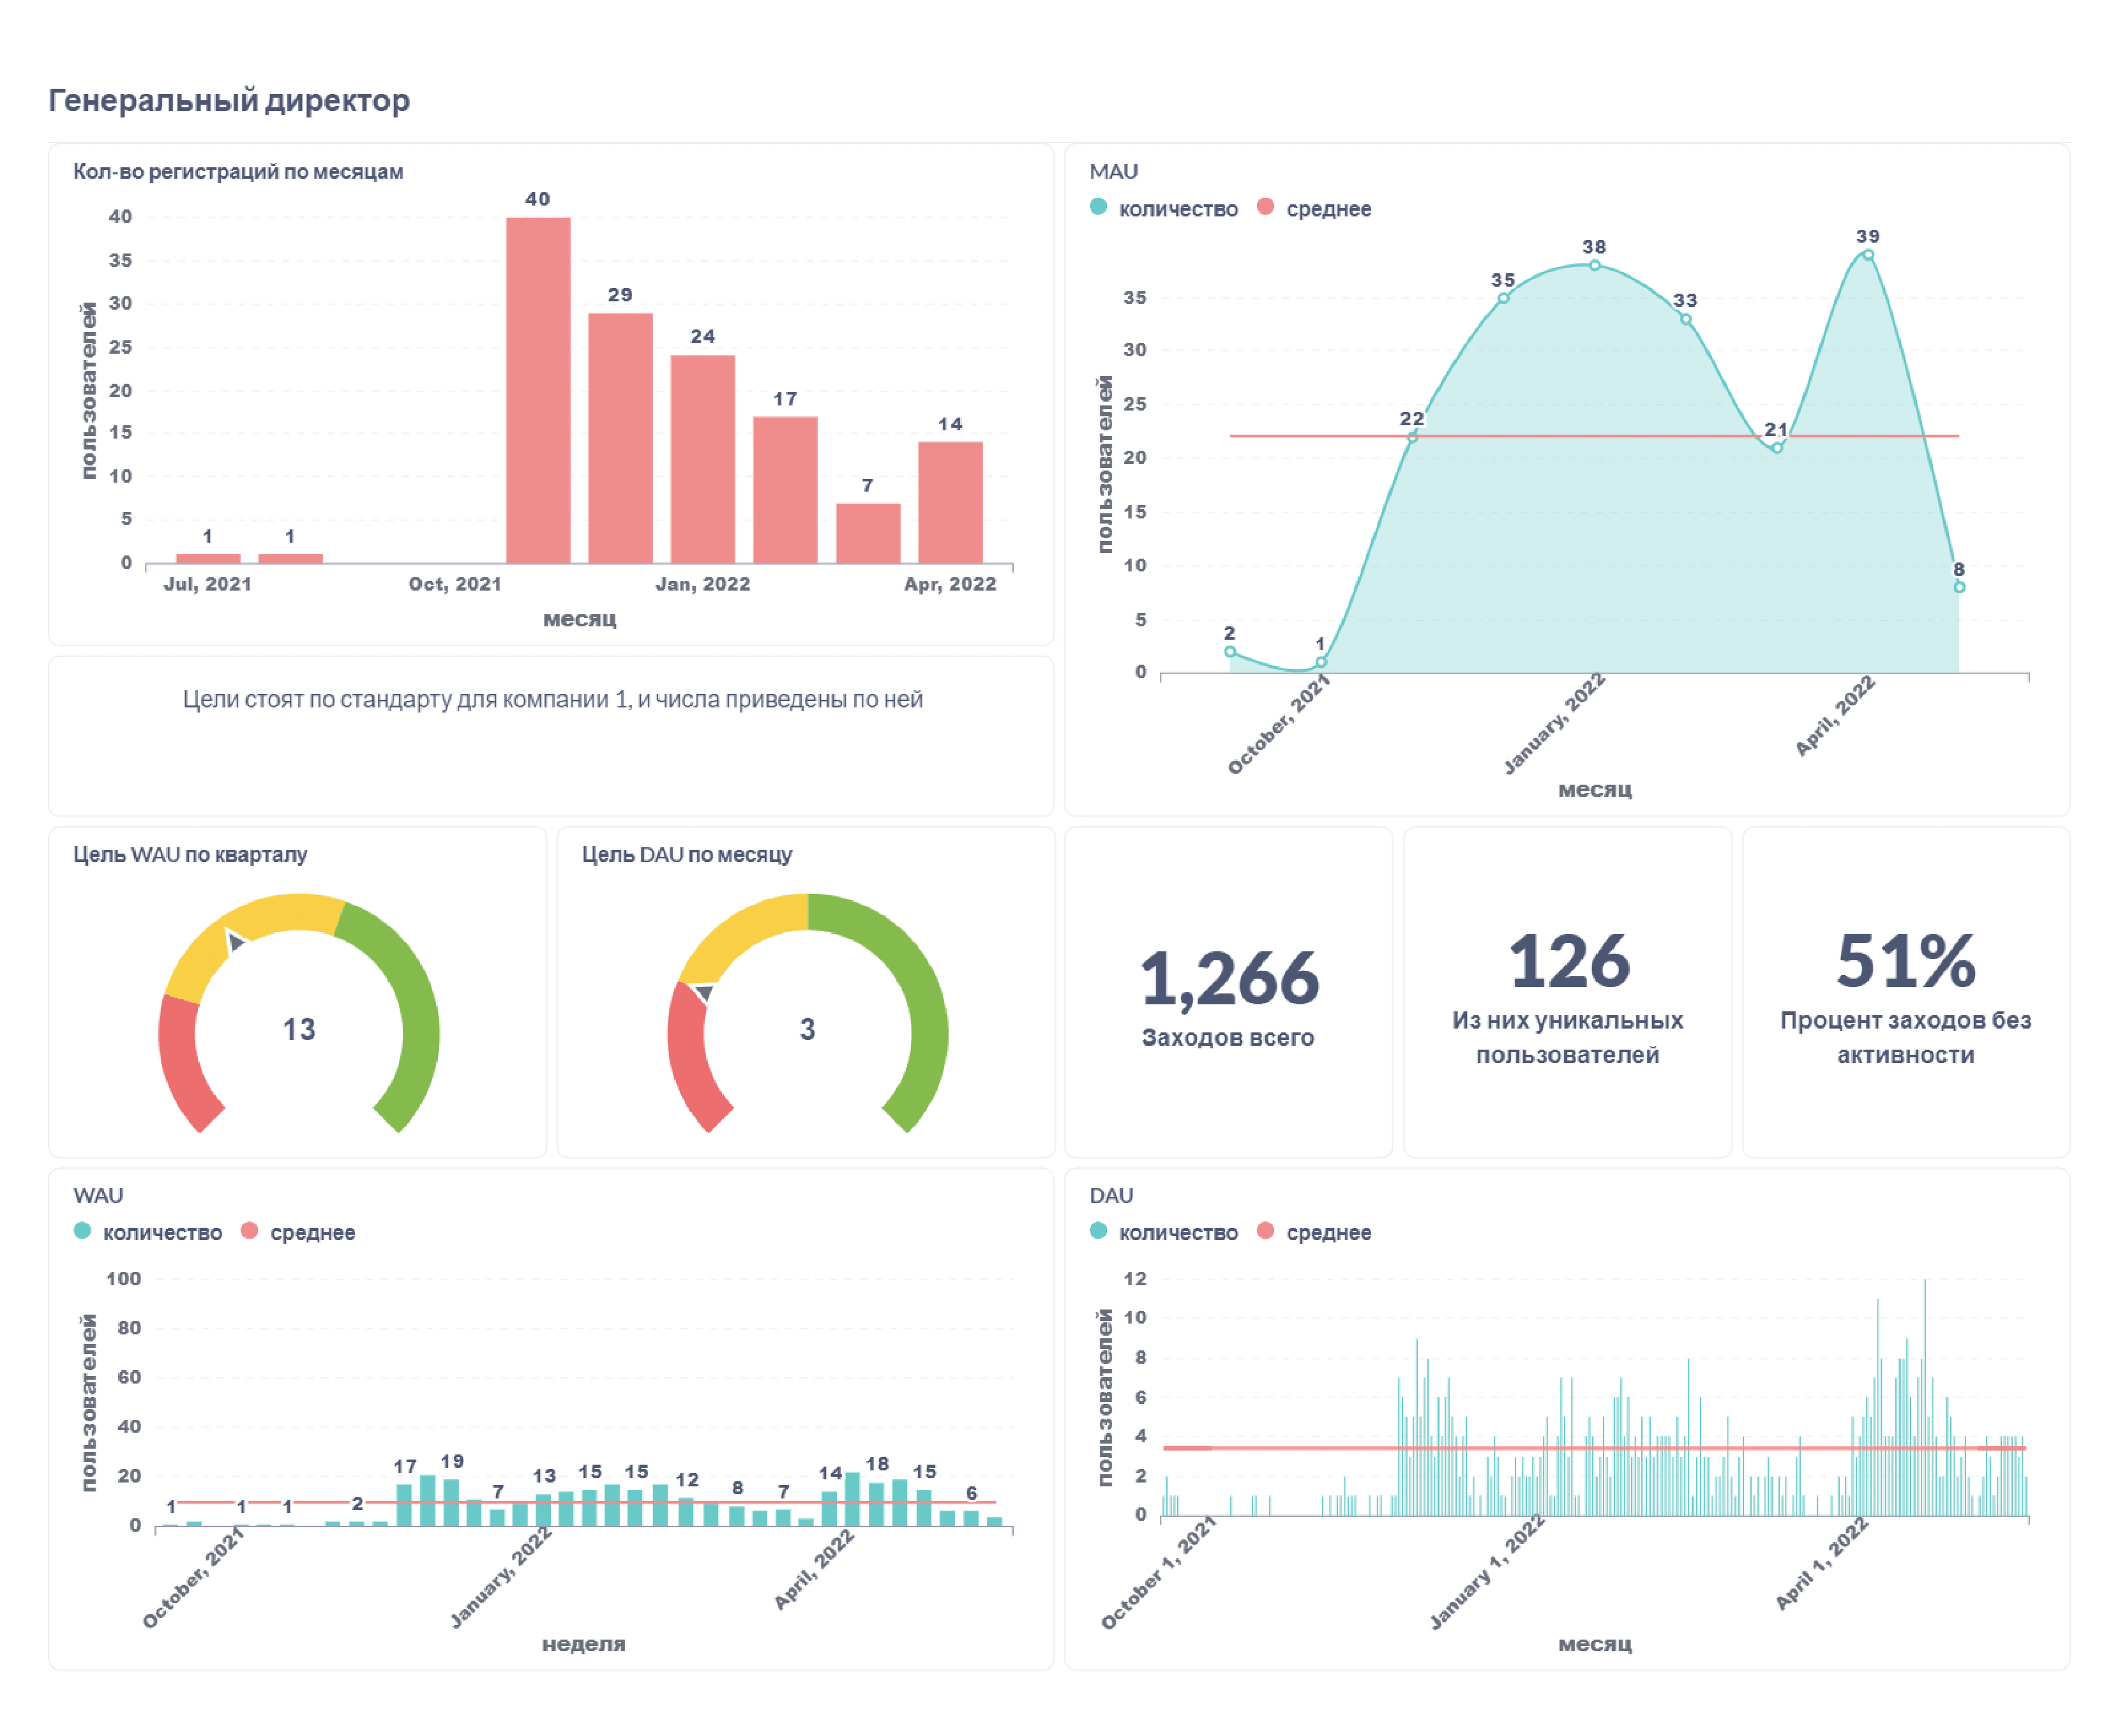 Генеральный директор
Кол-во регистраций по месяцам
пользователей
40
35
30
25
20
15
10
5
0
1
1
40
29
24
17
7
14
Jul, 2021
Oct, 2021
Jan, 2022
Apr, 2022
месяц
MAU
количество
среднее
пользователей
35
30
25
20
15
10
5
0
2
1
22
35
38
33
21
39
8
October, 2021
January, 2022
April, 2022
месяц
Цели стоят по стандарту для компании 1, и числа приведены по ней
Цель WAU по кварталу
13
Цель DAU по месяцу
3
1,266
Заходов всего
126
Из них уникальных
пользователей
51%
Процент заходов без
активности
WAU
количество
среднее
пользователей
100
80
60
40
20
0
1
1
1
2
17
19
7
13
15
15
12
8
7
14
18
15
6
October, 2021
January, 2022
April, 2022
неделя
DAU
количество
среднее
пользователей
12
10
8
6
4
2
0
October 1, 2021
January 1, 2022
April 1, 2022
месяц